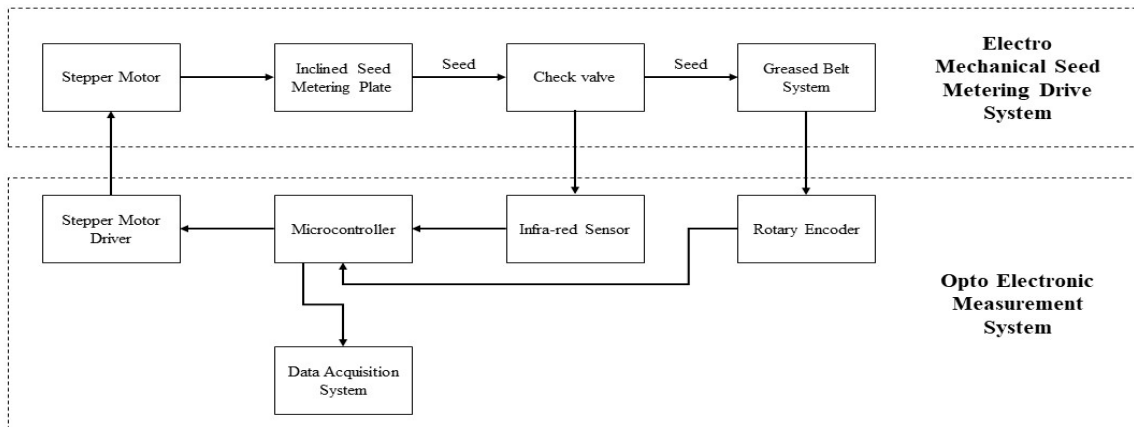 Stepper Motor
Inclined Seed
Metering Plate
Seed
Check valve
Seed
Greased Belt
System
Electro
Mechanical Seed
Metering Drive
System
Stepper Motor
Driver
Microcontroller
Infra-red Sensor
Rotary Encoder
Opto Electronic
Measurement
System
Data Acquisition
System